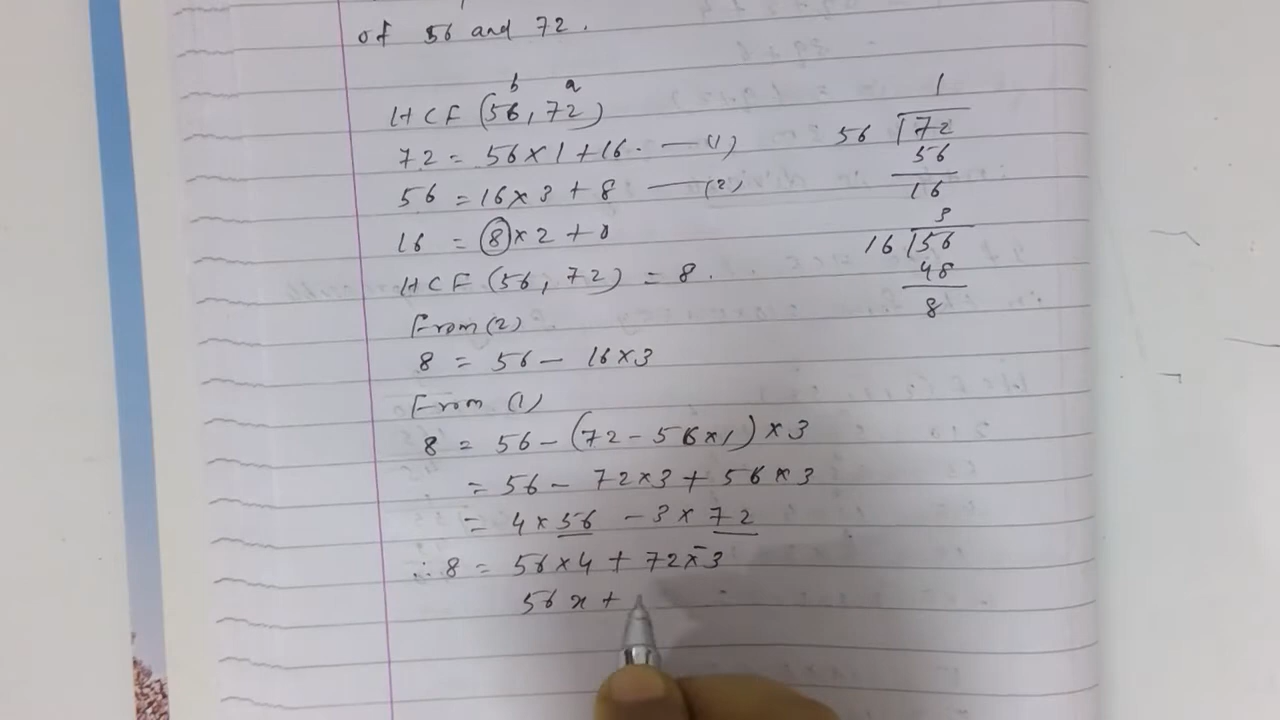 of 56 and 72.
b a
HCF (56, 72)
72 = 56 × 1 + 16. — (1)
56 = 16 × 3 + 8 — (2)
16 = 8 × 2 + 0
HCF (56, 72) = 8.
From (2)
8 = 56 − 16 × 3
From (1)
8 = 56 − (72 − 56 × 1) × 3
= 56 − 72 × 3 + 56 × 3
= 4 × 56 − 3 × 72
∴ 8 = 56 × 4 + 72 × −3
56 x +
1
56 72
56
16
3
16 56
48
8